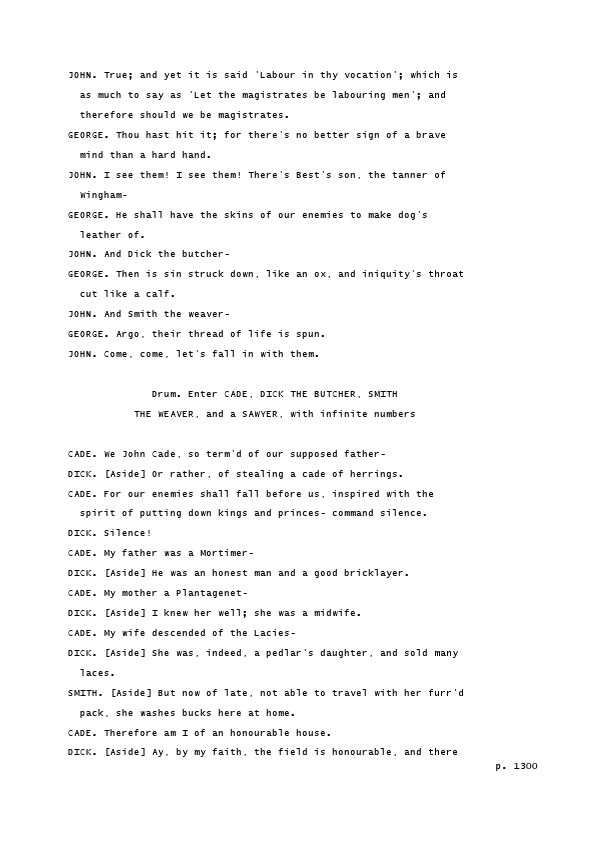 JOHN. True; and yet it is said 'Labour in thy vocation'; which is
as much to say as 'Let the magistrates be labouring men'; and
therefore should we be magistrates.
GEORGE. Thou hast hit it; for there's no better sign of a brave
mind than a hard hand.
JOHN. I see them! I see them! There's Best's son, the tanner of
Wingham-
GEORGE. He shall have the skins of our enemies to make dog's
leather of.
JOHN. And Dick the butcher-
GEORGE. Then is sin struck down, like an ox, and iniquity's throat
cut like a calf.
JOHN. And Smith the weaver-
GEORGE. Argo, their thread of life is spun.
JOHN. Come, come, let's fall in with them.
Drum. Enter CADE, DICK THE BUTCHER, SMITH
THE WEAVER, and a SAWYER, with infinite numbers
CADE. We John Cade, so term'd of our supposed father-
DICK. [Aside] Or rather, of stealing a cade of herrings.
CADE. For our enemies shall fall before us, inspired with the
spirit of putting down kings and princes- command silence.
DICK. Silence!
CADE. My father was a Mortimer-
DICK. [Aside] He was an honest man and a good bricklayer.
CADE. My mother a Plantagenet-
DICK. [Aside] I knew her well; she was a midwife.
CADE. My wife descended of the Lacies-
DICK. [Aside] She was, indeed, a pedlar's daughter, and sold many
laces.
SMITH. [Aside] But now of late, not able to travel with her furr'd
pack, she washes bucks here at home.
CADE. Therefore am I of an honourable house.
DICK. [Aside] Ay, by my faith, the field is honourable, and there
p. 1300